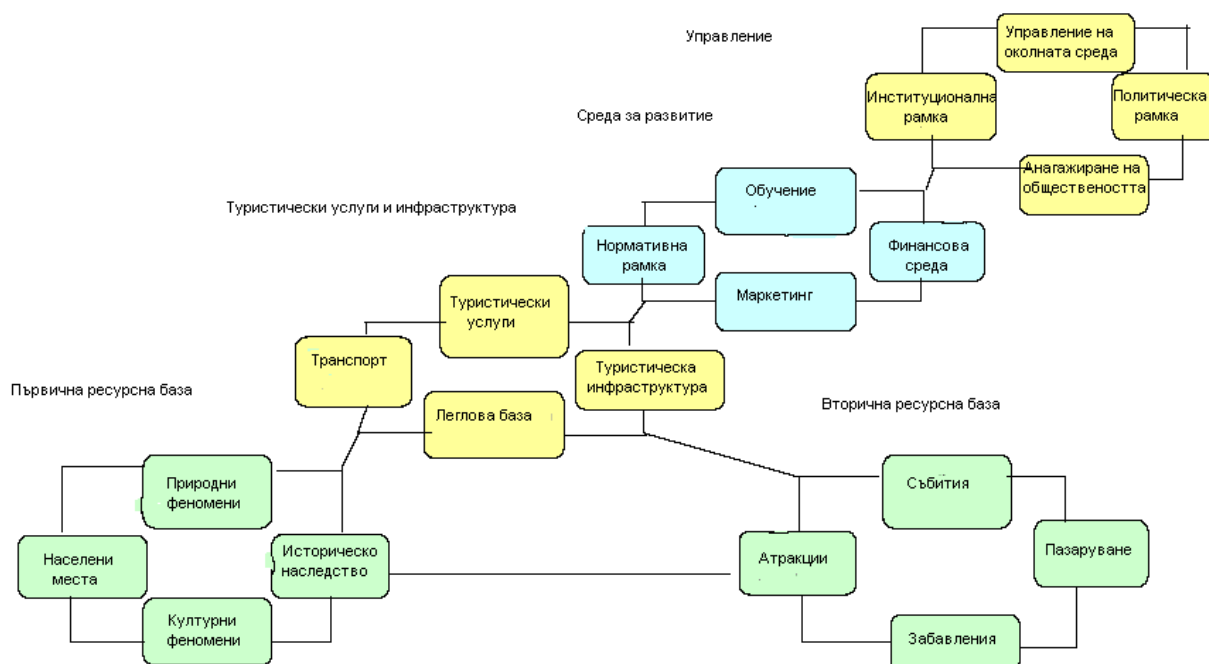 Управление
Управление на
околната среда
Институционална
рамка
Политическа
рамка
Среда за развитие
Анагажиране на
обществеността
Обучение
Туристически услуги и инфраструктура
Нормативна
рамка
Финансова
среда
Маркетинг
Туристически
услуги
Транспорт
Туристическа
инфраструктура
Първична ресурсна база
Леглова база
Вторична ресурсна база
Природни
феномени
Събития
Населени
места
Историческо
наследство
Атракции
Пазаруване
Културни
феномени
Забавления